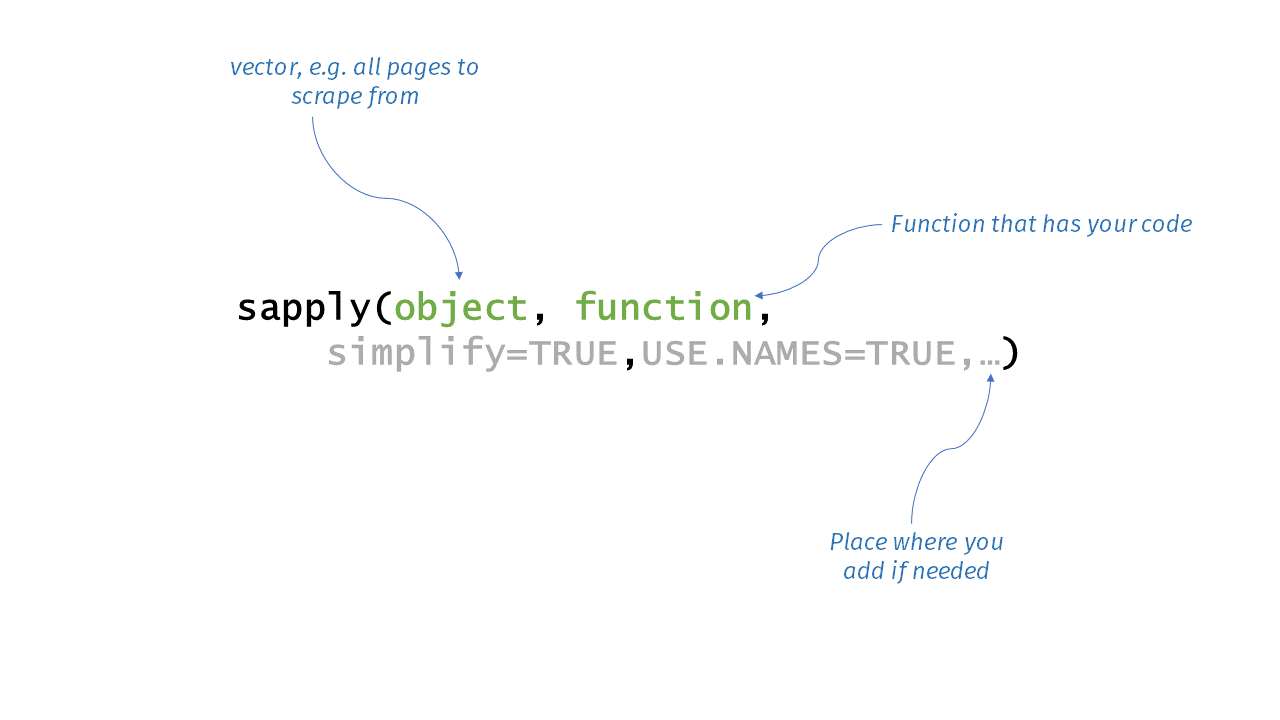 vector, e.g. all pages to
scrape from
Function that has your code
sapply(object, function,
simplify=TRUE,USE.NAMES=TRUE,…)
Place where you
add if needed